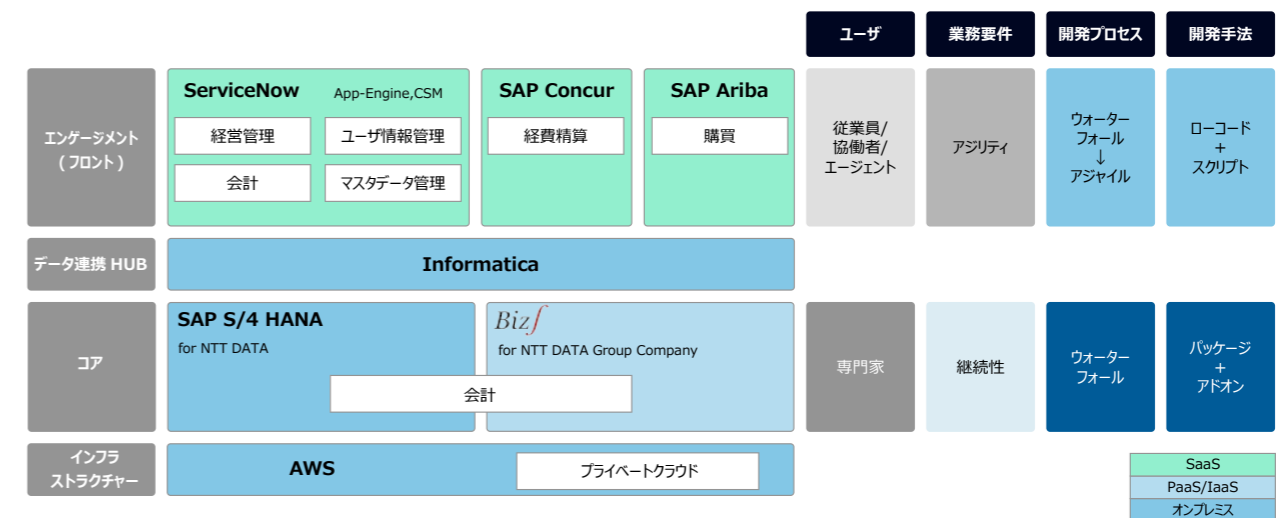 ユーザ
業務要件
開発プロセス
開発手法
エンゲージメント
( フロント )
ServiceNow App-Engine,CSM
経営管理
ユーザ情報管理
会計
マスタデータ管理
SAP Concur
経費精算
SAP Ariba
購買
従業員/
協働者/
エージェント
アジリティ
ウォーター
フォール
↓
アジャイル
ローコード
+
スクリプト
データ連携 HUB
Informatica
コア
SAP S/4 HANA
for NTT DATA
Biz∫
for NTT DATA Group Company
会計
専門家
継続性
ウォーター
フォール
パッケージ
+
アドオン
インフラ
ストラクチャー
AWS
プライベートクラウド
SaaS
PaaS/IaaS
オンプレミス